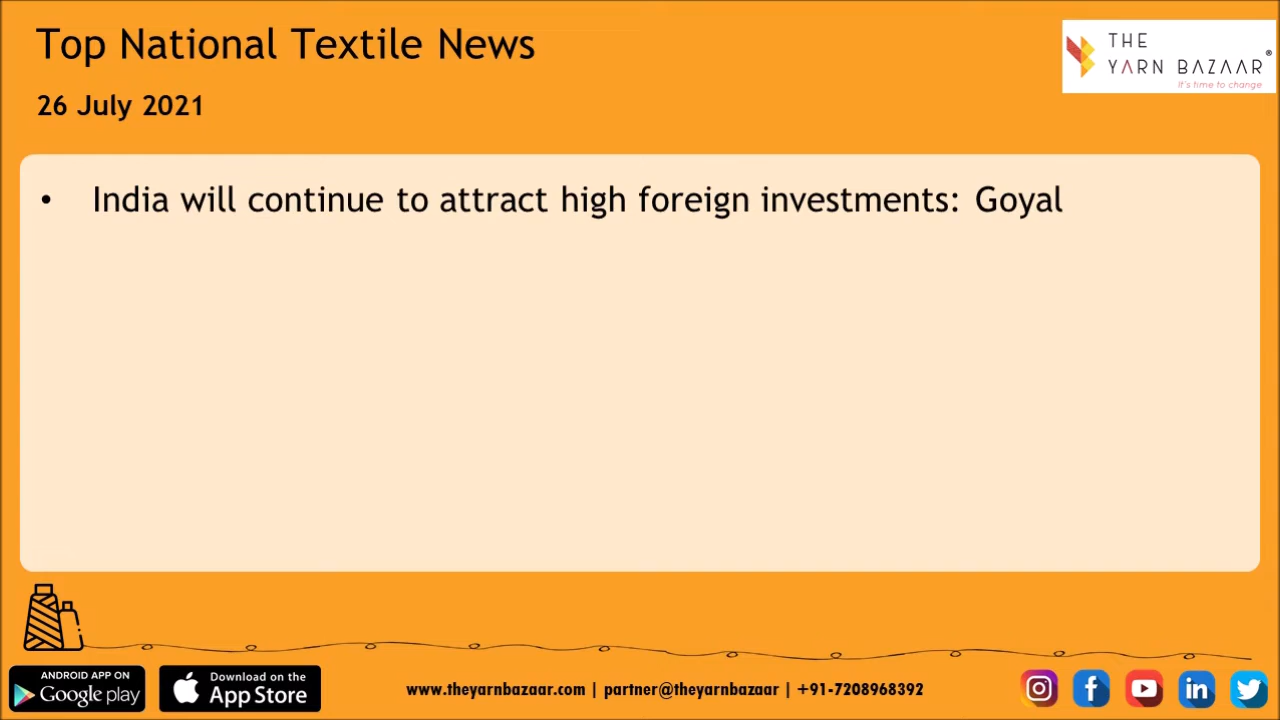 Top National Textile News
THE
YARN BAZAAR®
It's time to change
26 July 2021
• India will continue to attract high foreign investments: Goyal
ANDROID APP ON
Google play
Download on the
App Store
www.theyarnbazaar.com | partner@theyarnbazaar | +91-7208968392